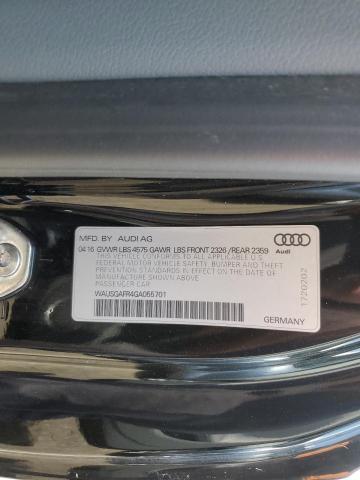 MFD. BY AUDI AG
04.16 GVWR LBS 4575 GAWR LBS FRONT 2326 / REAR 2359
THIS VEHICLE CONFORMS TO ALL APPLICABLE U.S
FEDERAL MOTOR VEHICLE SAFETY, BUMPER AND THEFT
PREVENTION STANDARDS IN EFFECT ON THE DATE OF
MANUFACTURE SHOWN ABOVE
PASSENGER CAR
WAUSGAFR4GA055701
Audi
1720202
GERMANY